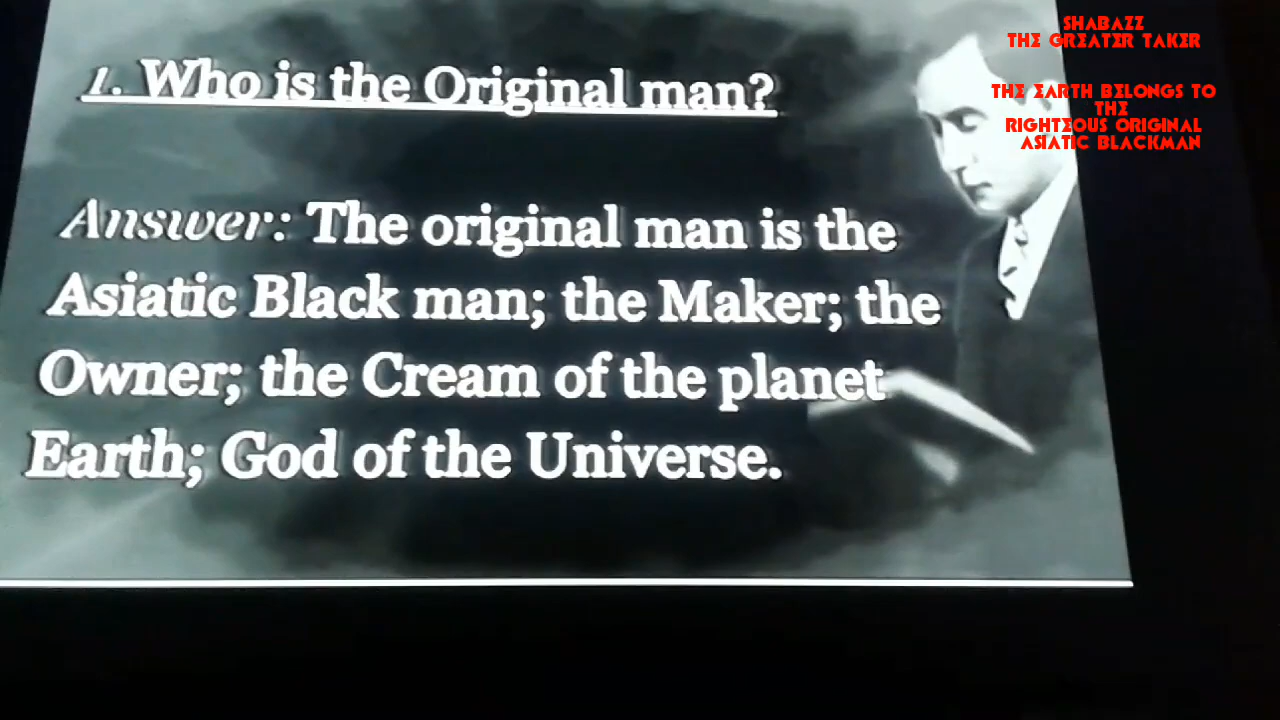 1. Who is the Original man?
Answer: The original man is the
Asiatic Black man; the Maker; the
Owner; the Cream of the planet
Earth; God of the Universe.
SHABAZZ
THE GREATER TAKER
THE EARTH BELONGS TO
THE
RIGHTEOUS ORIGINAL
ASIATIC BLACKMAN